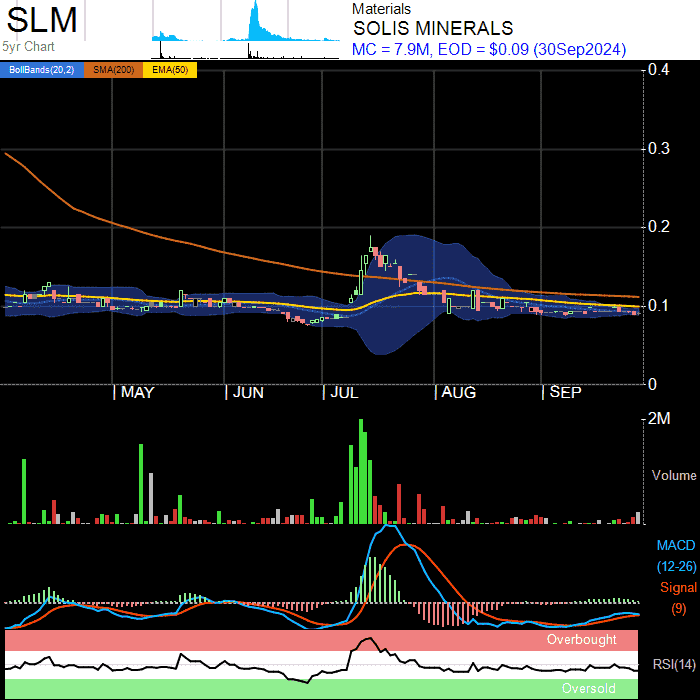 SLM
5yr Chart
Materials
SOLIS MINERALS
MC = 7.9M, EOD = $0.09 (30Sep2024)
BollBands(20,2) SMA(200) EMA(50)
0.4
0.3
0.2
0.1
0
MAY JUN JUL AUG SEP
2M
Volume
MACD
(12-26)
Signal
(9)
Overbought
RSI(14)
Oversold